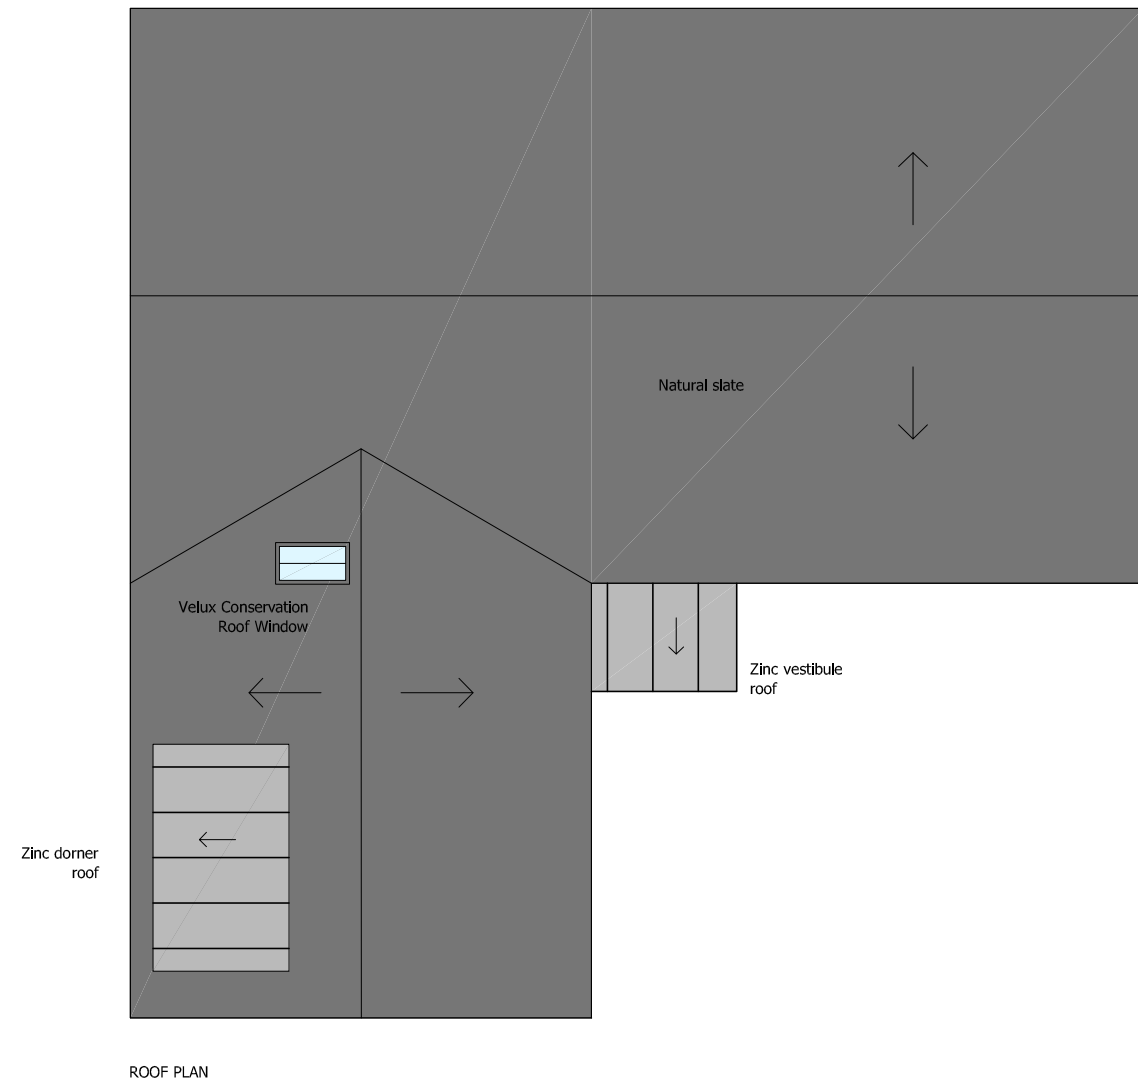 Natural slate
Velux Conservation
Roof Window
Zinc vestibule
roof
Zinc dorner
roof
ROOF PLAN